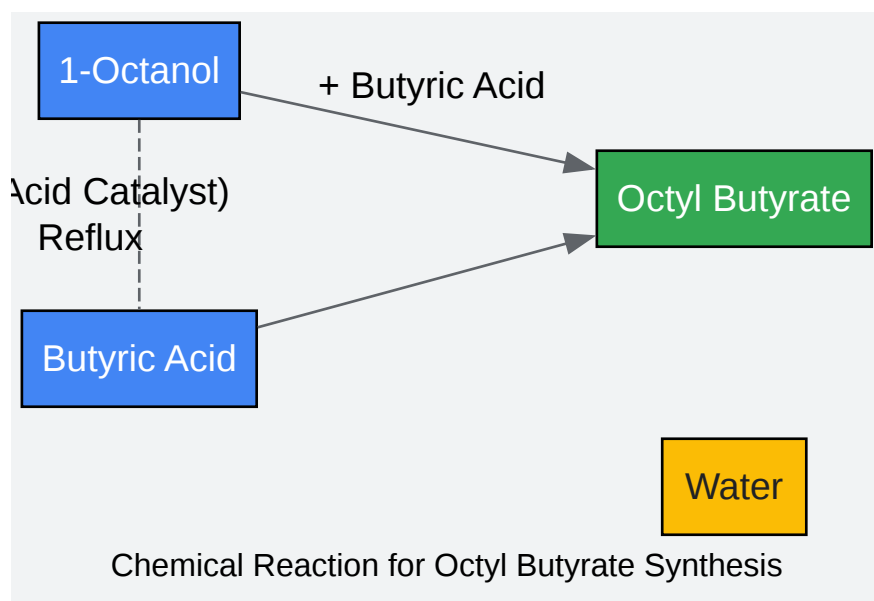 1-Octanol
+ Butyric Acid
Acid Catalyst)
Reflux
Octyl Butyrate
Butyric Acid
Water
Chemical Reaction for Octyl Butyrate Synthesis